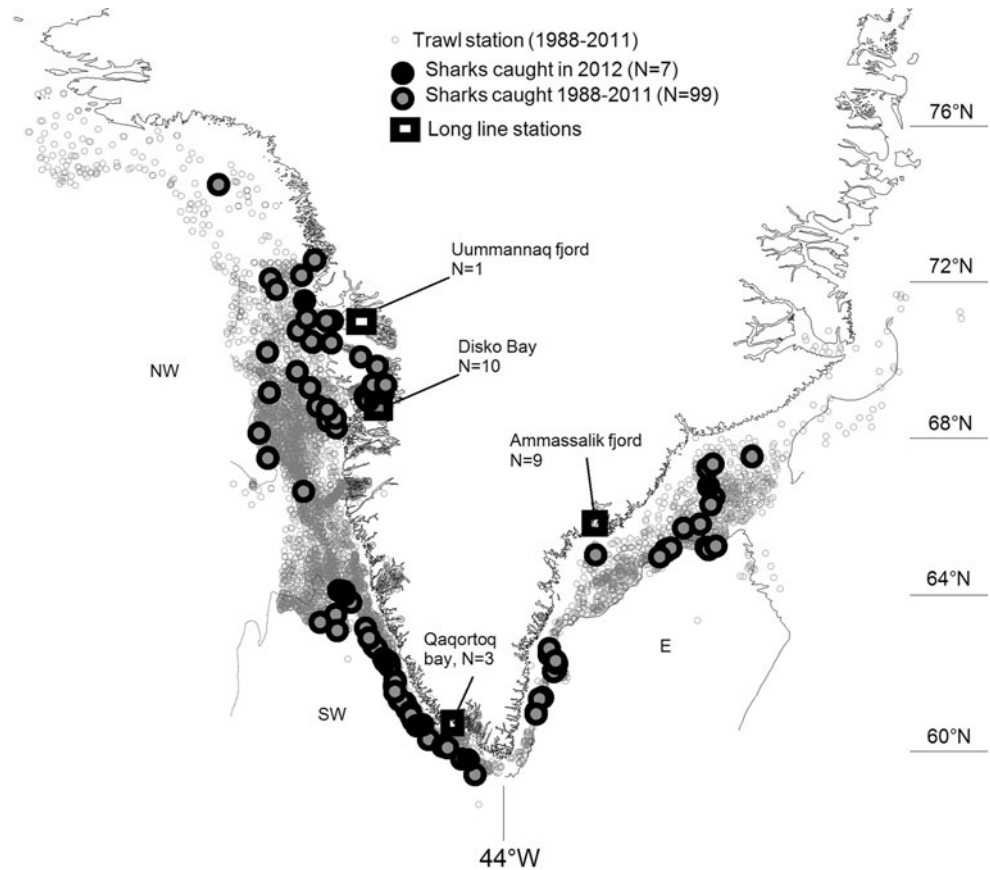 Trawl station (1988-2011)
Sharks caught in 2012 (N=7)
Sharks caught 1988-2011 (N=99)
Long line stations
76°N
Uummannaq fjord
N=1
72°N
Disko Bay
N=10
NW
68°N
Ammassalik fjord
N=9
64°N
Qaqortoq
bay, N=3
E
SW
60°N
44°W